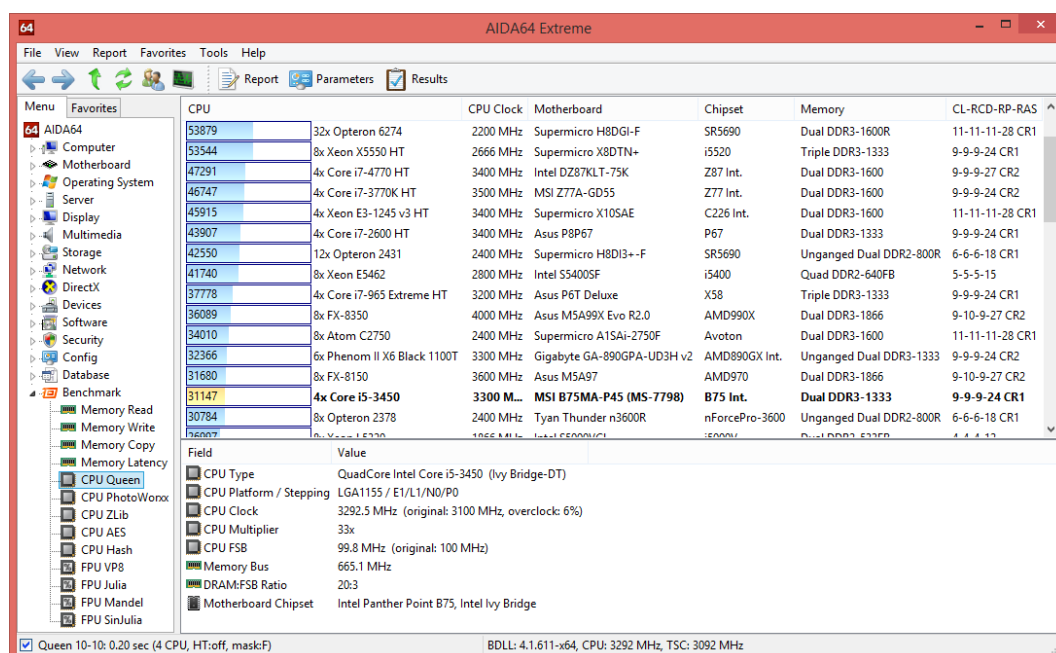 64 AIDA64 Extreme
File View Report Favorites Tools Help
Report Parameters Results
Menu Favorites
64 AIDA64
Computer
Motherboard
Operating System
Server
Display
Multimedia
Storage
Network
DirectX
Devices
Software
Security
Config
Database
Benchmark
Memory Read
Memory Write
Memory Copy
Memory Latency
CPU Queen
CPU PhotoWorxx
CPU ZLib
CPU AES
CPU Hash
FPU VP8
FPU Julia
FPU Mandel
FPU SinJulia
CPU CPU Clock Motherboard Chipset Memory CL-RCD-RP-RAS
53879 32x Opteron 6274 2200 MHz Supermicro H8DGI-F SR5690 Dual DDR3-1600R 11-11-11-28 CR1
53544 8x Xeon X5550 HT 2666 MHz Supermicro X8DTN+ i5520 Triple DDR3-1333 9-9-9-24 CR1
47291 4x Core i7-4770 HT 3400 MHz Intel DZ87KLT-75K Z87 Int. Dual DDR3-1600 9-9-9-27 CR2
46747 4x Core i7-3770K HT 3500 MHz MSI Z77A-GD55 Z77 Int. Dual DDR3-1600 9-9-9-24 CR2
45915 4x Xeon E3-1245 v3 HT 3400 MHz Supermicro X10SAE C226 Int. Dual DDR3-1600 11-11-11-28 CR1
43907 4x Core i7-2600 HT 3400 MHz Asus P8P67 P67 Dual DDR3-1333 9-9-9-24 CR1
42550 12x Opteron 2431 2400 MHz Supermicro H8DI3+-F SR5690 Unganged Dual DDR2-800R 6-6-6-18 CR1
41740 8x Xeon E5462 2800 MHz Intel S5400SF i5400 Quad DDR2-640FB 5-5-5-15
37778 4x Core i7-965 Extreme HT 3200 MHz Asus P6T Deluxe X58 Triple DDR3-1333 9-9-9-24 CR1
36089 8x FX-8350 4000 MHz Asus M5A99X Evo R2.0 AMD990X Dual DDR3-1866 9-10-9-27 CR2
34010 8x Atom C2750 2400 MHz Supermicro A1SAi-2750F Avoton Dual DDR3-1600 11-11-11-28 CR1
32366 6x Phenom II X6 Black 1100T 3300 MHz Gigabyte GA-890GPA-UD3H v2 AMD890GX Int. Unganged Dual DDR3-1333 9-9-9-24 CR2
31680 8x FX-8150 3600 MHz Asus M5A97 AMD970 Dual DDR3-1866 9-10-9-27 CR2
31147 4x Core i5-3450 3300 M... MSI B75MA-P45 (MS-7798) B75 Int. Dual DDR3-1333 9-9-9-24 CR1
30784 8x Opteron 2378 2400 MHz Tyan Thunder n3600R nForcePro-3600 Unganged Dual DDR2-800R 6-6-6-18 CR1
Field Value
CPU Type QuadCore Intel Core i5-3450 (Ivy Bridge-DT)
CPU Platform / Stepping LGA1155 / E1/L1/N0/P0
CPU Clock 3292.5 MHz (original: 3100 MHz, overclock: 6%)
CPU Multiplier 33x
CPU FSB 99.8 MHz (original: 100 MHz)
Memory Bus 665.1 MHz
DRAM:FSB Ratio 20:3
Motherboard Chipset Intel Panther Point B75, Intel Ivy Bridge
Queen 10-10: 0.20 sec (4 CPU, HT:off, mask:F) BDLL: 4.1.611-x64, CPU: 3292 MHz, TSC: 3092 MHz